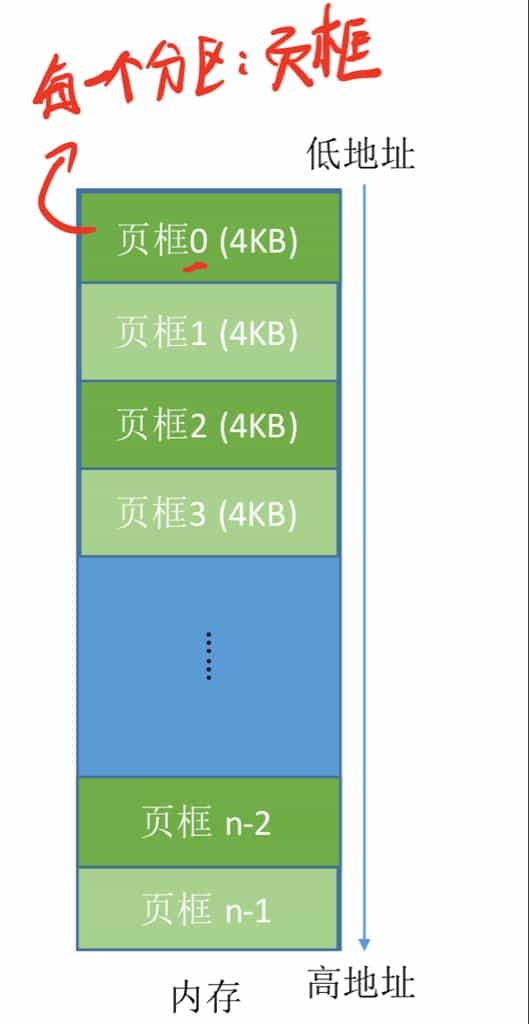 每一个分区：页框
低地址
页框0 (4KB)
页框1 (4KB)
页框2 (4KB)
页框3 (4KB)
......
页框 n-2
页框 n-1
内存
高地址